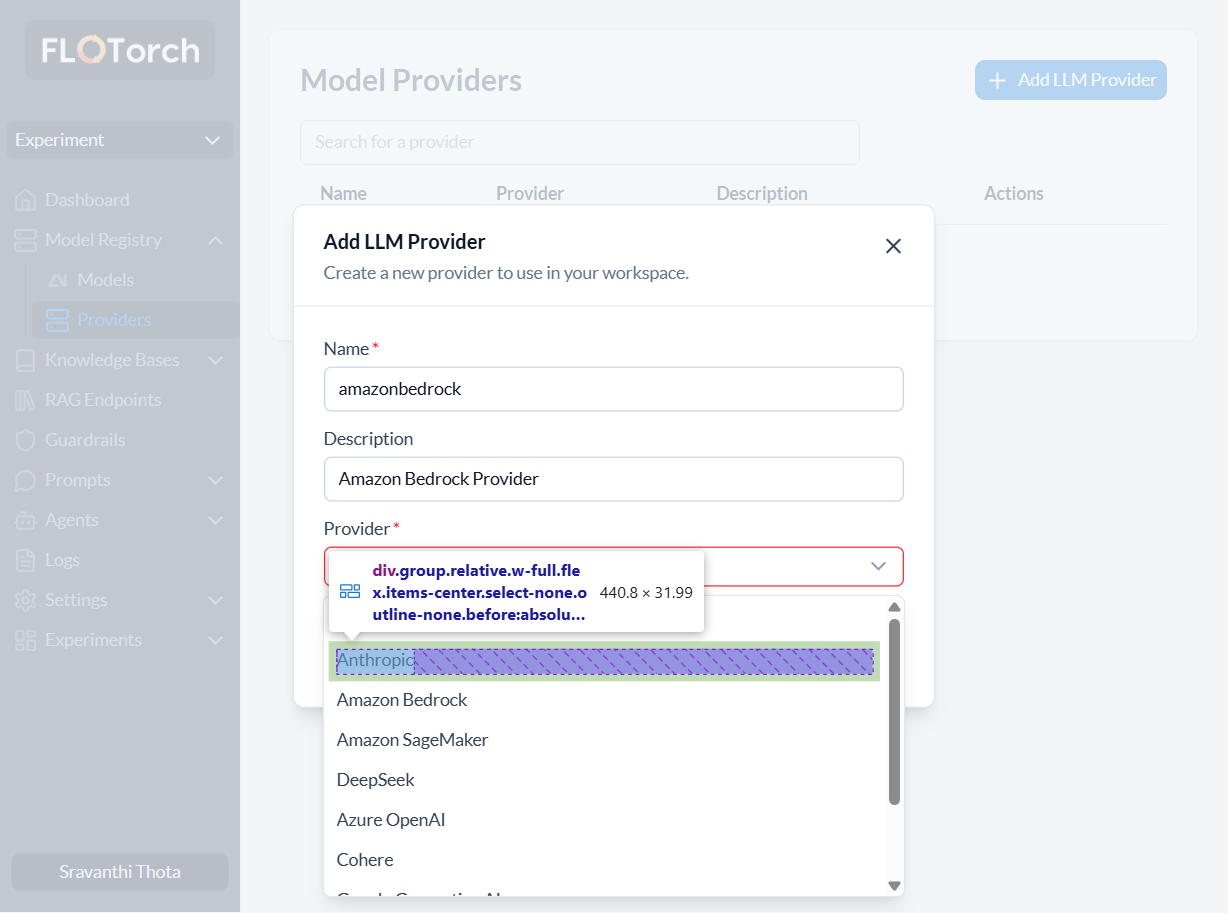 FLOTorch
Experiment
Dashboard
Model Registry
Models
Providers
Knowledge Bases
RAG Endpoints
Guardrails
Prompts
Agents
Logs
Settings
Experiments
Sravanthi Thota
Model Providers
Add LLM Provider
Search for a provider
Name Provider Description Actions
Add LLM Provider
Create a new provider to use in your workspace.
Name*
amazonbedrock
Description
Amazon Bedrock Provider
Provider*
div.group.relative.w-full.fle
x.items-center.select-none.o
utline-none.before:absolu...
440.8 × 31.99
Anthropic
Amazon Bedrock
Amazon SageMaker
DeepSeek
Azure OpenAI
Cohere